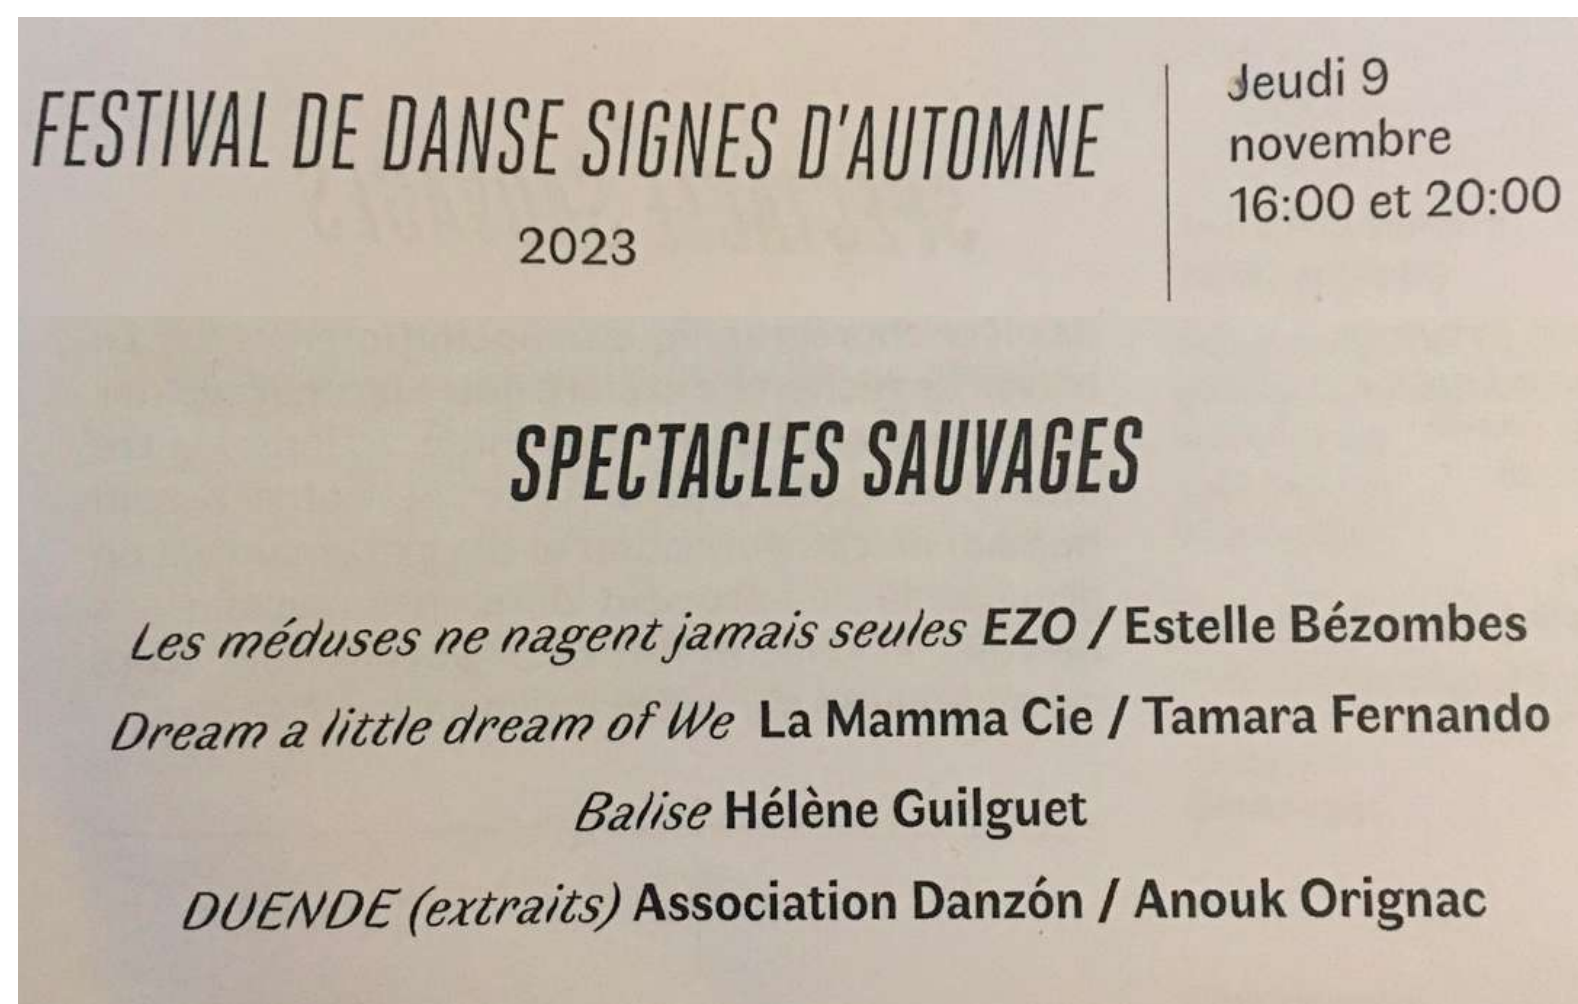 FESTIVAL DE DANSE SIGNES D'AUTOMNE
2023
Jeudi 9
novembre
16:00 et 20:00
SPECTACLES SAUVAGES
Les méduses ne nagent jamais seules EZO / Estelle Bézombes
Dream a little dream of We La Mamma Cie / Tamara Fernando
Balise Hélène Guilguet
DUENDE (extraits) Association Danzón / Anouk Orignac